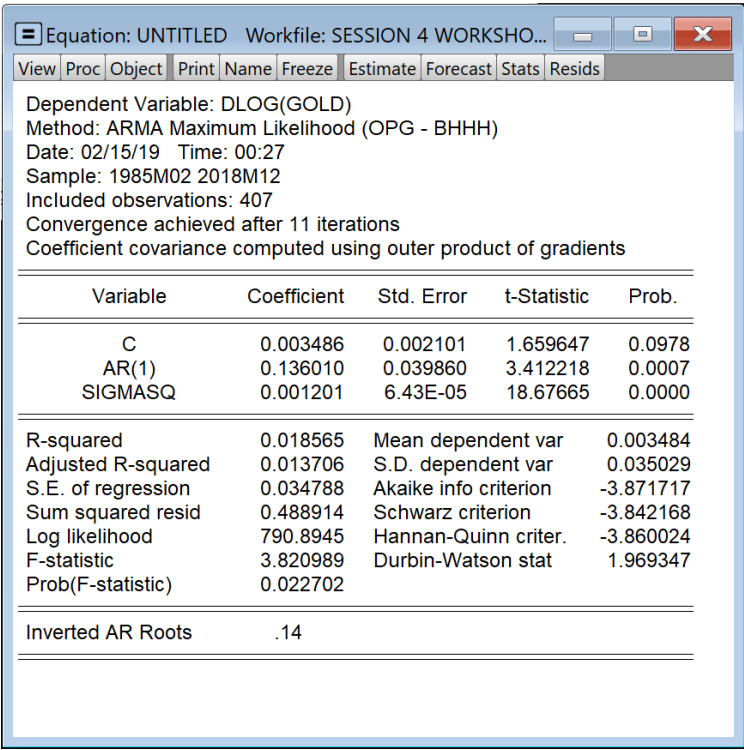 Equation: UNTITLED Workfile: SESSION 4 WORKSHO...
View Proc Object Print Name Freeze Estimate Forecast Stats Resids
Dependent Variable: DLOG(GOLD)
Method: ARMA Maximum Likelihood (OPG - BHHH)
Date: 02/15/19 Time: 00:27
Sample: 1985M02 2018M12
Included observations: 407
Convergence achieved after 11 iterations
Coefficient covariance computed using outer product of gradients
Variable Coefficient Std. Error t-Statistic Prob.
C 0.003486 0.002101 1.659647 0.0978
AR(1) 0.136010 0.039860 3.412218 0.0007
SIGMASQ 0.001201 6.43E-05 18.67665 0.0000
R-squared 0.018565 Mean dependent var 0.003484
Adjusted R-squared 0.013706 S.D. dependent var 0.035029
S.E. of regression 0.034788 Akaike info criterion -3.871717
Sum squared resid 0.488914 Schwarz criterion -3.842168
Log likelihood 790.8945 Hannan-Quinn criter. -3.860024
F-statistic 3.820989 Durbin-Watson stat 1.969347
Prob(F-statistic) 0.022702
Inverted AR Roots .14